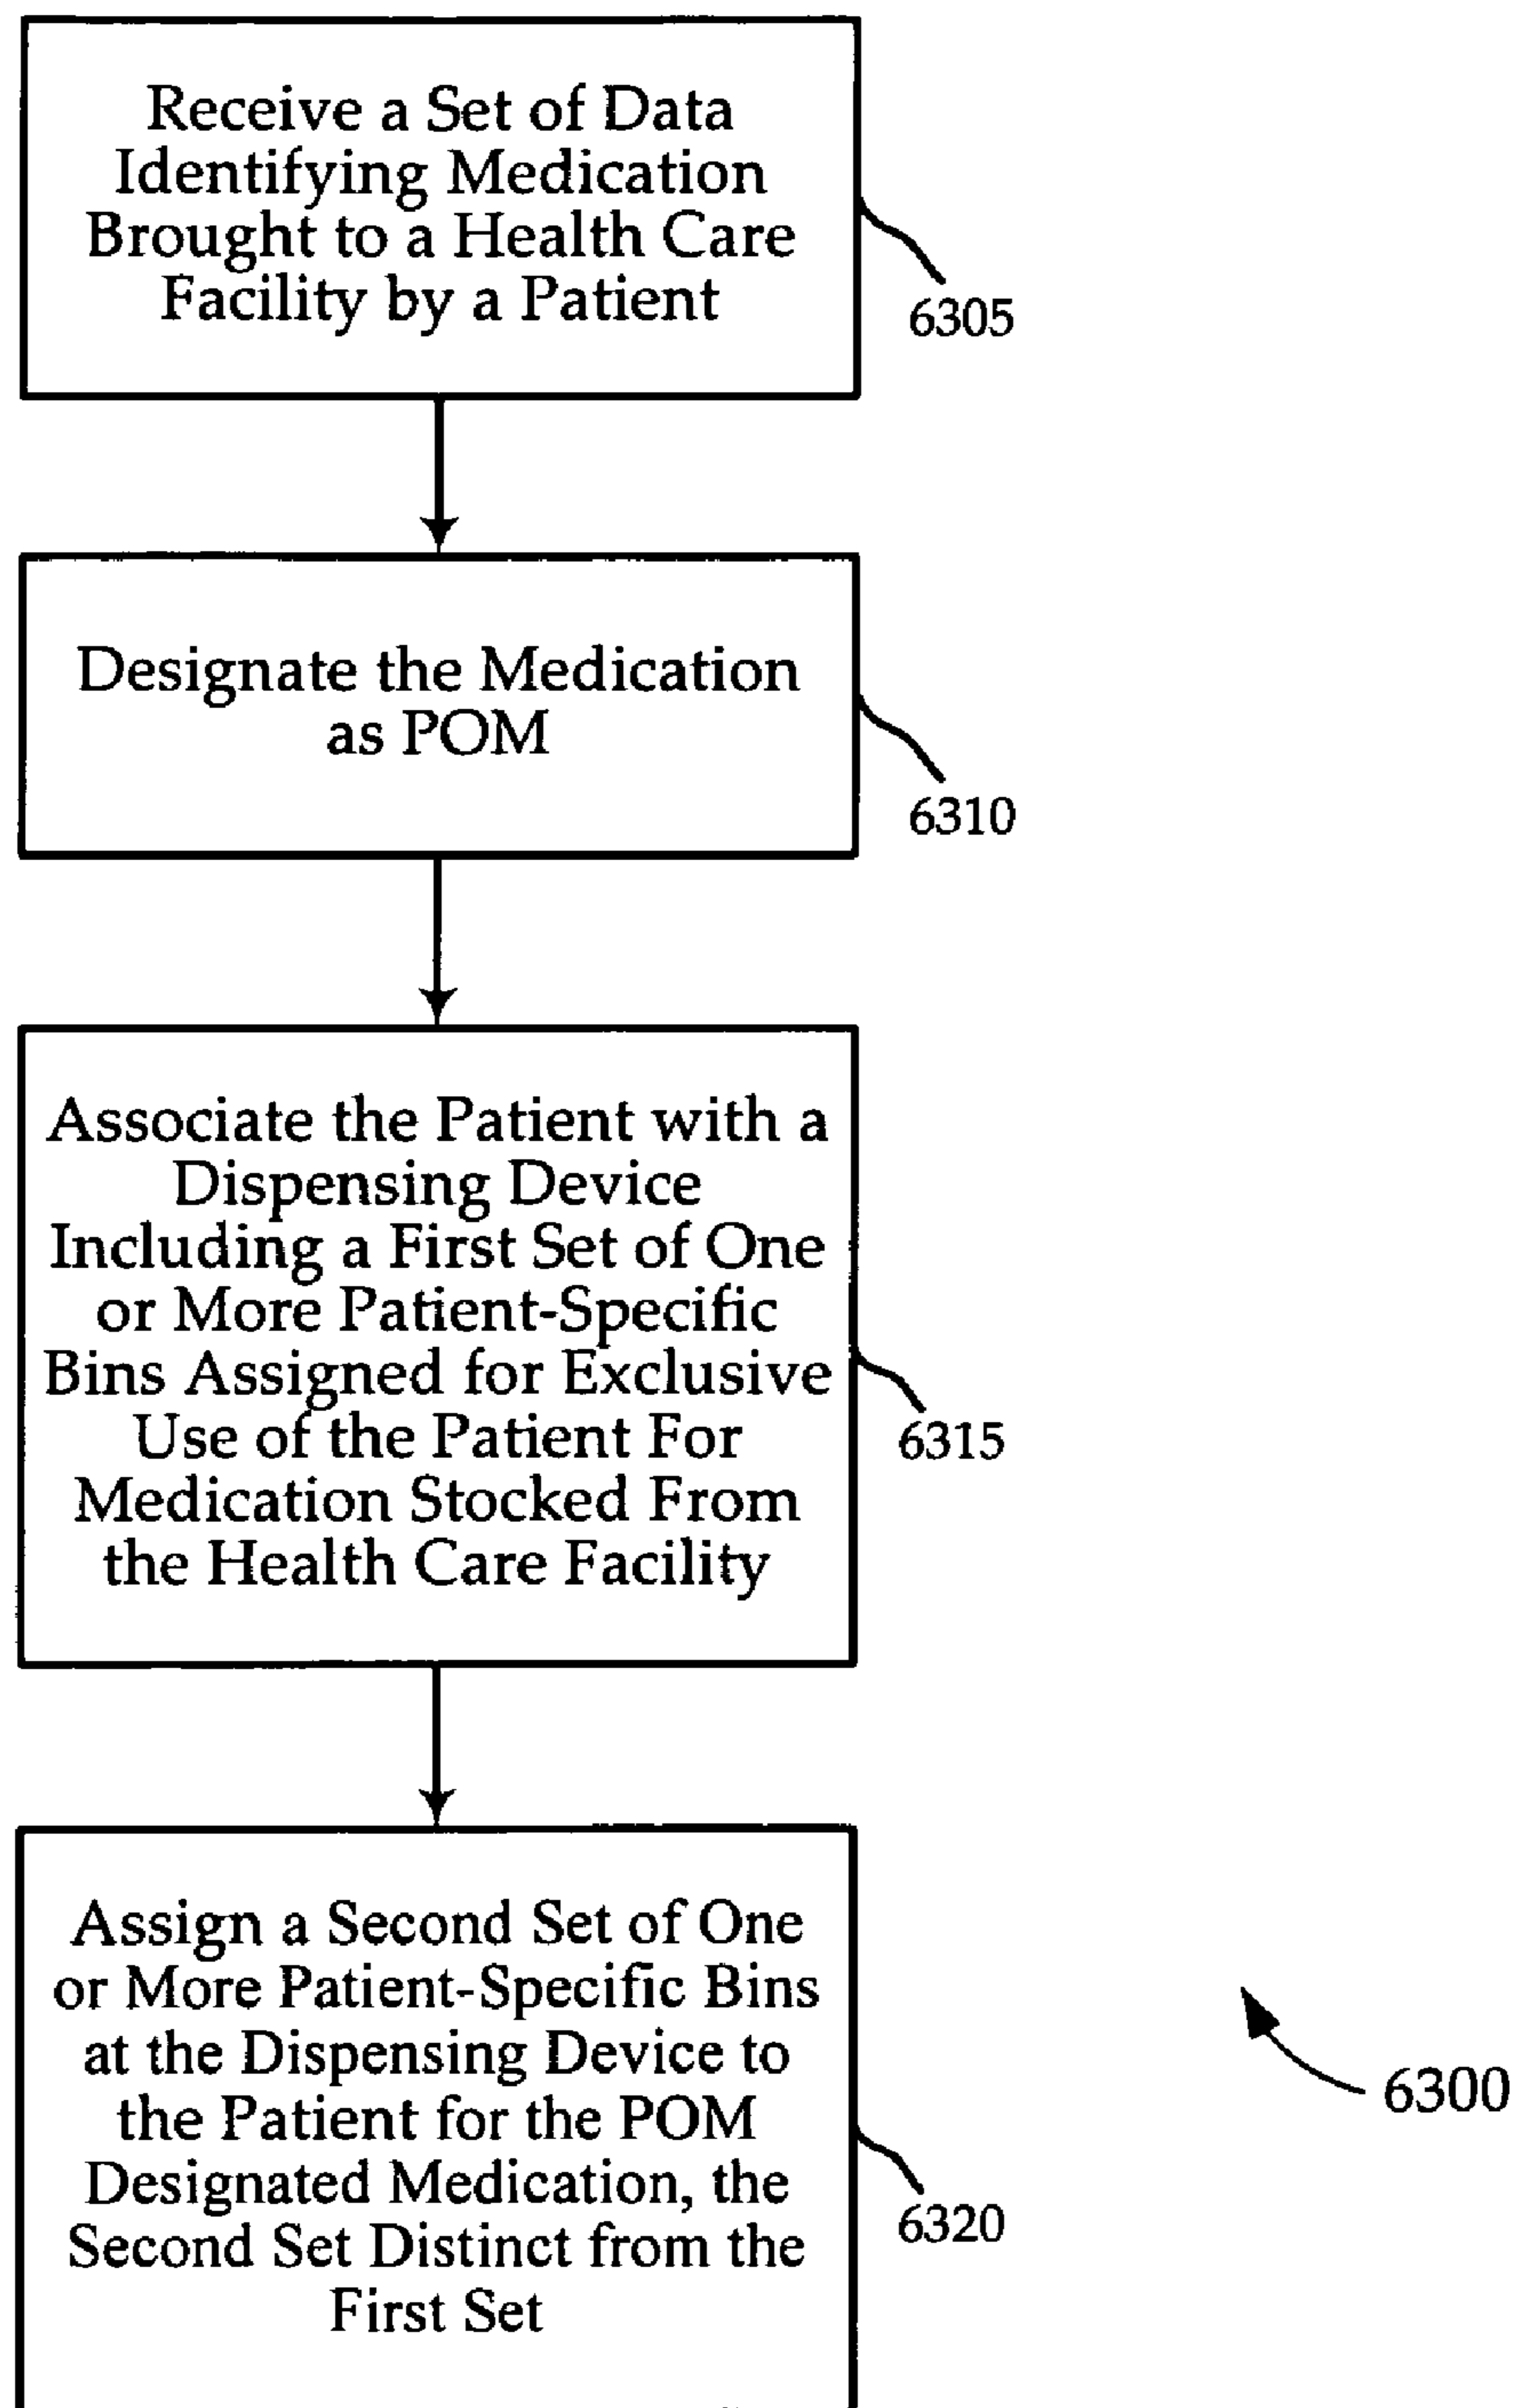 Receive a Set of Data
Identifying Medication
Brought to a Health Care
Facility by a Patient
6305
Designate the Medication
as POM
6310
Associate the Patient with a
Dispensing Device
Including a First Set of One
or More Patient-Specific
Bins Assigned for Exclusive
Use of the Patient For
Medication Stocked From
the Health Care Facility
6315
Assign a Second Set of One
or More Patient-Specific Bins
at the Dispensing Device to
the Patient for the POM
Designated Medication, the
Second Set Distinct from the
First Set
6320
6300